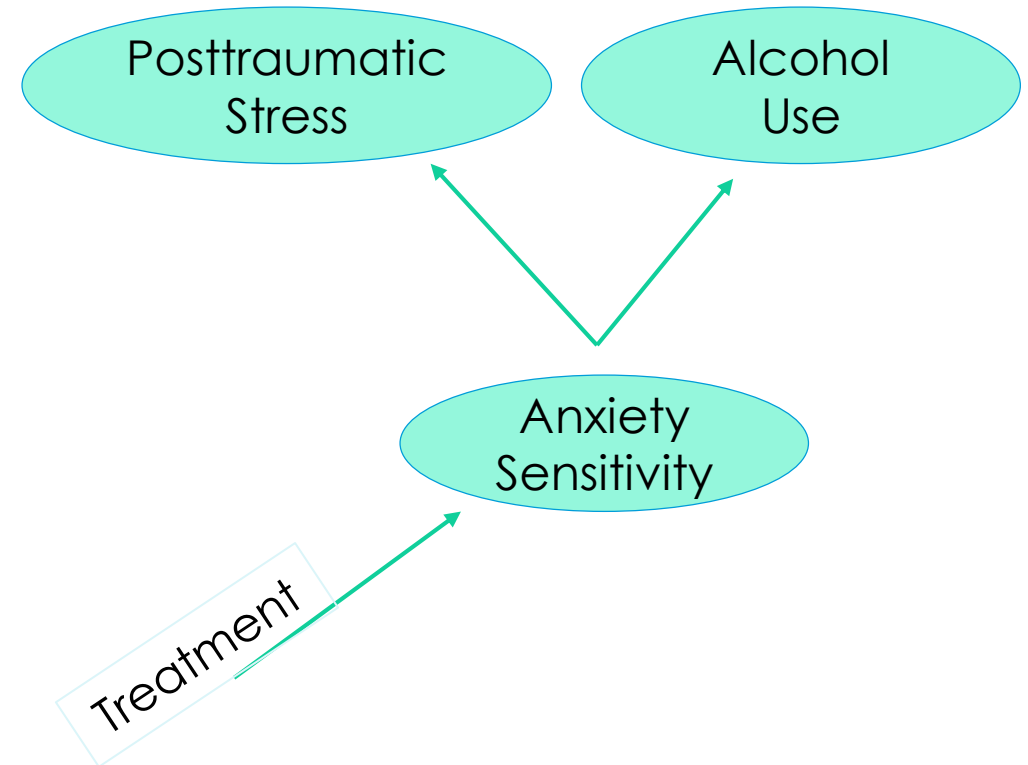 Posttraumatic
Stress
Alcohol
Use
Anxiety
Sensitivity
Treatment